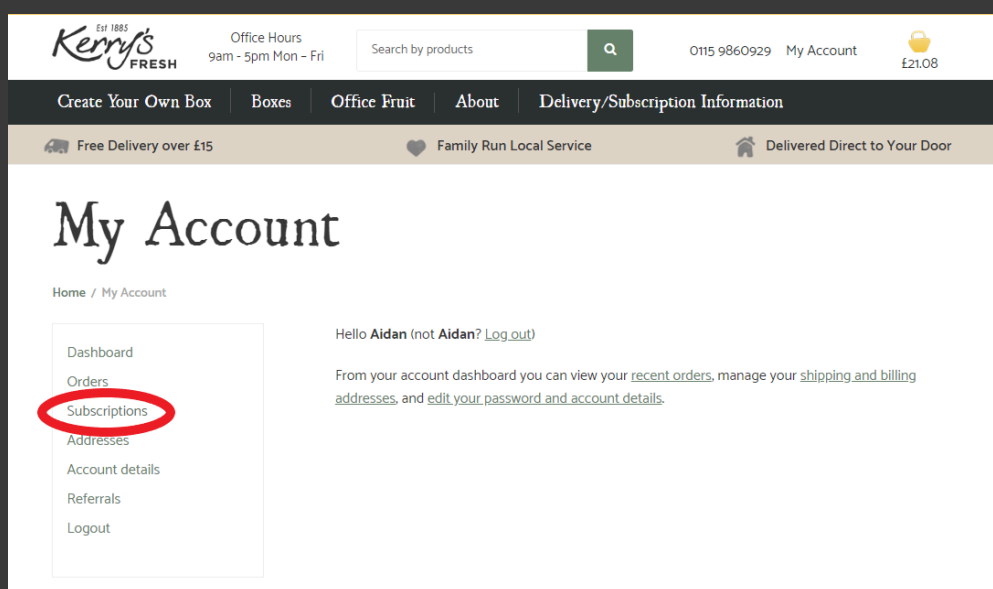 Est 1885
Kerry's
FRESH
Office Hours
9am - 5pm Mon – Fri
Search by products
0115 9860929
My Account
£21.08
Create Your Own Box
Boxes
Office Fruit
About
Delivery/Subscription Information
Free Delivery over £15
Family Run Local Service
Delivered Direct to Your Door
My Account
Home / My Account
Dashboard
Orders
Subscriptions
Addresses
Account details
Referrals
Logout
Hello Aidan (not Aidan? Log out)
From your account dashboard you can view your recent orders, manage your shipping and billing
addresses, and edit your password and account details.